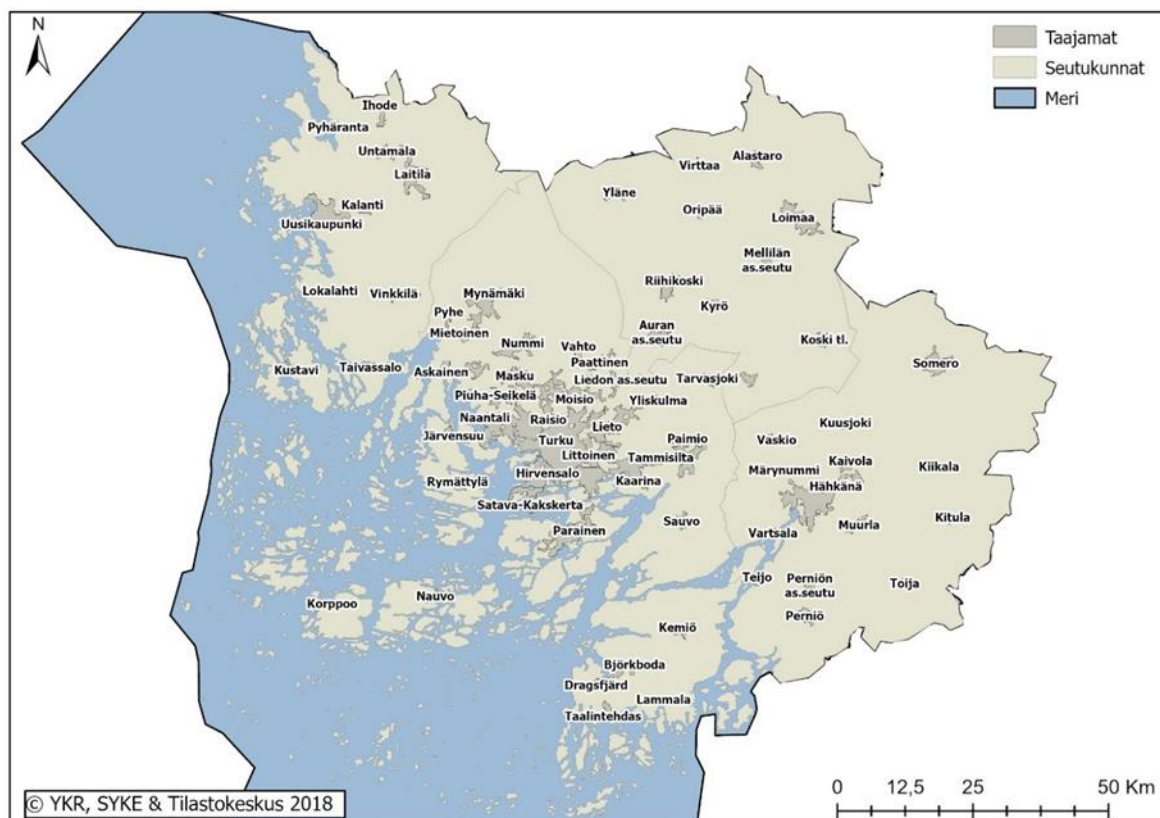 N
Taajamat
Seutukunnat
Meri
Ihode
Pyhäranta
Untamala
Laitila
Kalanti
Uusikaupunki
Virttaa
Alastaro
Yläne
Oripää
Loimaa
Mellilän
as.seutu
Lokalahti
Vinkkilä
Mynämäki
Riihikoski
Kyrö
Pyhe
Mietoinen
Auran
as.seutu
Koski tl.
Nummi
Vahto
Kustavi
Taivassalo
Askainen
Paattinen
Somero
Masku
Liedon as.seutu
Tarvasjoki
Piuha-Seikelä
Moisio
Yliskulma
Naantali
Raisio
Lieto
Kuusjoki
Järvensuu
Turku
Paimio
Vaskio
Littoinen
Tammisilta
Kaivola
Kiikala
Rymättylä
Hirvensalo
Kaarina
Märynummi
Hähkänä
Satava-Kakskerta
Sauvo
Muurla
Kitula
Parainen
Vartsala
Teijo
Perniön
as.seutu
Toija
Korppoo
Nauvo
Perniö
Kemiö
Björkboda
Dragsfjärd
Lammala
Taalintehdas
© YKR, SYKE & Tilastokeskus 2018
0 12,5 25 50 Km